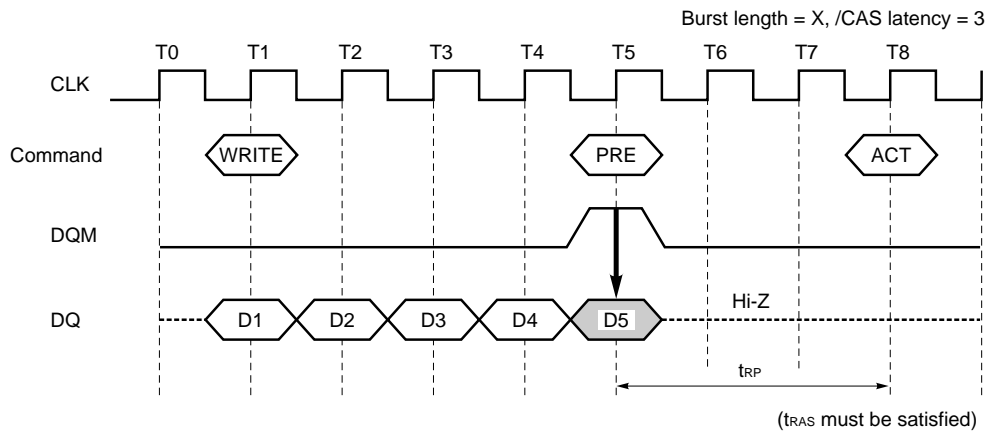 Burst length = X, /CAS latency = 3
T0 T1 T2 T3 T4 T5 T6 T7 T8
CLK
Command WRITE PRE ACT
DQM
Hi-Z
DQ D1 D2 D3 D4 D5
tRP
(tRAS must be satisfied)